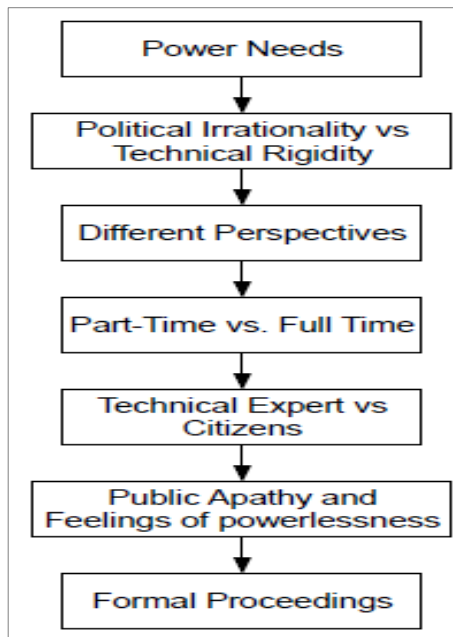 Power Needs
Political Irrationality vs
Technical Rigidity
Different Perspectives
Part-Time vs. Full Time
Technical Expert vs
Citizens
Public Apathy and
Feelings of powerlessness
Formal Proceedings